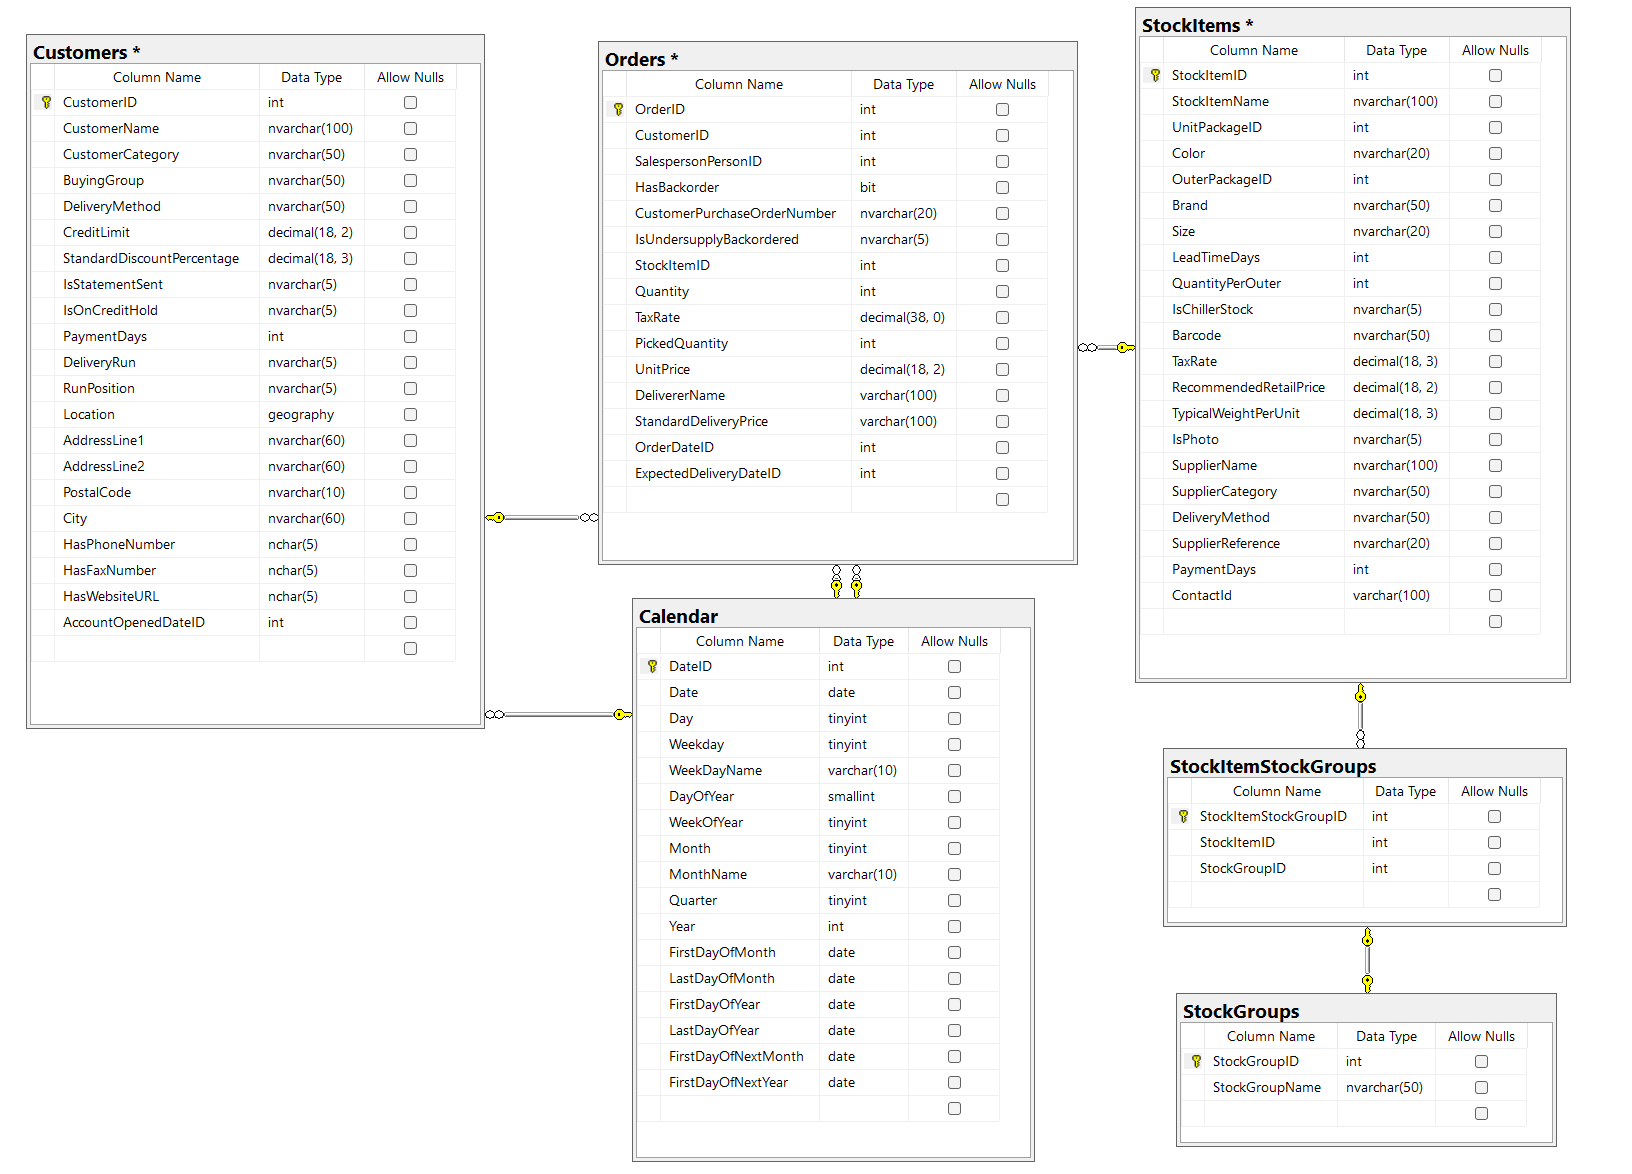 Customers *
Column Name Data Type Allow Nulls
CustomerID int
CustomerName nvarchar(100)
CustomerCategory nvarchar(50)
BuyingGroup nvarchar(50)
DeliveryMethod nvarchar(50)
CreditLimit decimal(18, 2)
StandardDiscountPercentage decimal(18, 3)
IsStatementSent nvarchar(5)
IsOnCreditHold nvarchar(5)
PaymentDays int
DeliveryRun nvarchar(5)
RunPosition nvarchar(5)
Location geography
AddressLine1 nvarchar(60)
AddressLine2 nvarchar(60)
PostalCode nvarchar(10)
City nvarchar(60)
HasPhoneNumber nchar(5)
HasFaxNumber nchar(5)
HasWebsiteURL nchar(5)
AccountOpenedDateID int
Orders *
Column Name Data Type Allow Nulls
OrderID int
CustomerID int
SalespersonPersonID int
HasBackorder bit
CustomerPurchaseOrderNumber nvarchar(20)
IsUndersupplyBackordered nvarchar(5)
StockItemID int
Quantity int
TaxRate decimal(38, 0)
PickedQuantity int
UnitPrice decimal(18, 2)
DelivererName varchar(100)
StandardDeliveryPrice varchar(100)
OrderDateID int
ExpectedDeliveryDateID int
StockItems *
Column Name Data Type Allow Nulls
StockItemID int
StockItemName nvarchar(100)
UnitPackageID int
Color nvarchar(20)
OuterPackageID int
Brand nvarchar(50)
Size nvarchar(20)
LeadTimeDays int
QuantityPerOuter int
IsChillerStock nvarchar(5)
Barcode nvarchar(50)
TaxRate decimal(18, 3)
RecommendedRetailPrice decimal(18, 2)
TypicalWeightPerUnit decimal(18, 3)
IsPhoto nvarchar(5)
SupplierName nvarchar(100)
SupplierCategory nvarchar(50)
DeliveryMethod nvarchar(50)
SupplierReference nvarchar(20)
PaymentDays int
ContactId varchar(100)
Calendar
Column Name Data Type Allow Nulls
DateID int
Date date
Day tinyint
Weekday tinyint
WeekDayName varchar(10)
DayOfYear smallint
WeekOfYear tinyint
Month tinyint
MonthName varchar(10)
Quarter tinyint
Year int
FirstDayOfMonth date
LastDayOfMonth date
FirstDayOfYear date
LastDayOfYear date
FirstDayOfNextMonth date
FirstDayOfNextYear date
StockItemStockGroups
Column Name Data Type Allow Nulls
StockItemStockGroupID int
StockItemID int
StockGroupID int
StockGroups
Column Name Data Type Allow Nulls
StockGroupID int
StockGroupName nvarchar(50)